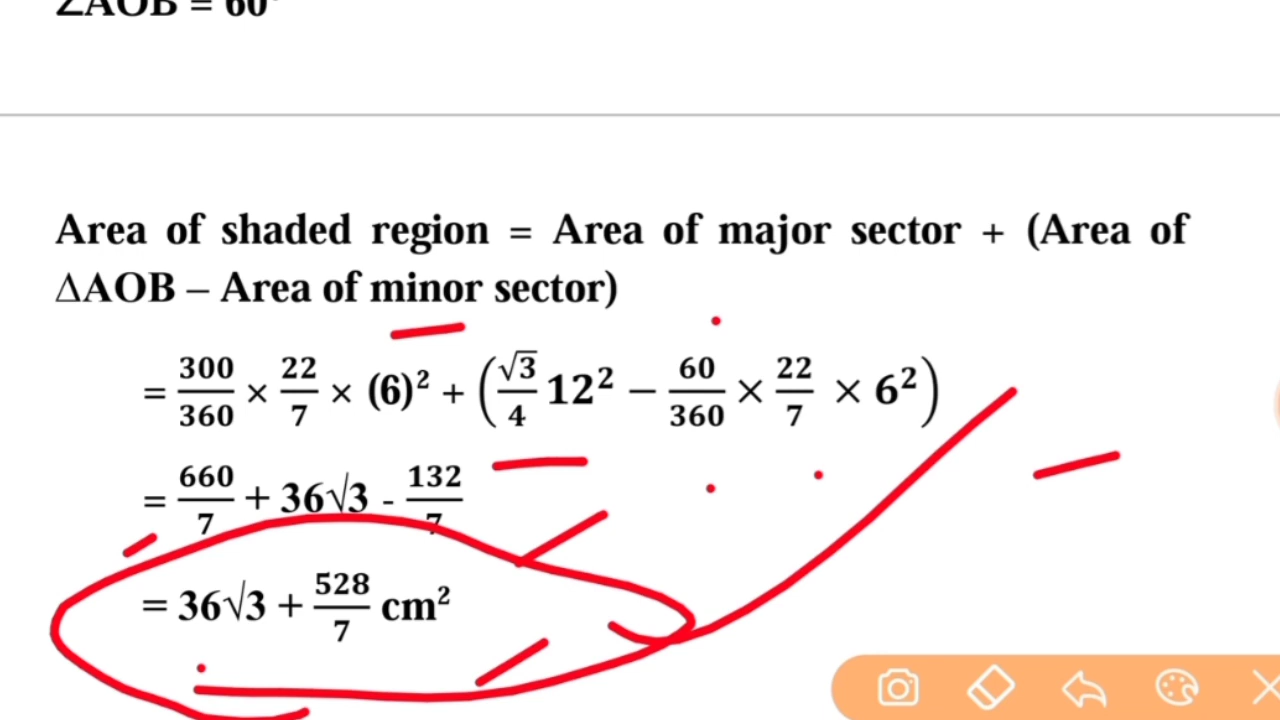 ∠AOB = 60°
Area of shaded region = Area of major sector + (Area of
ΔAOB – Area of minor sector)
= 300/360 × 22/7 × (6)² + (√3/4 12² − 60/360 × 22/7 × 6²)
= 660/7 + 36√3 - 132/7
= 36√3 + 528/7 cm²